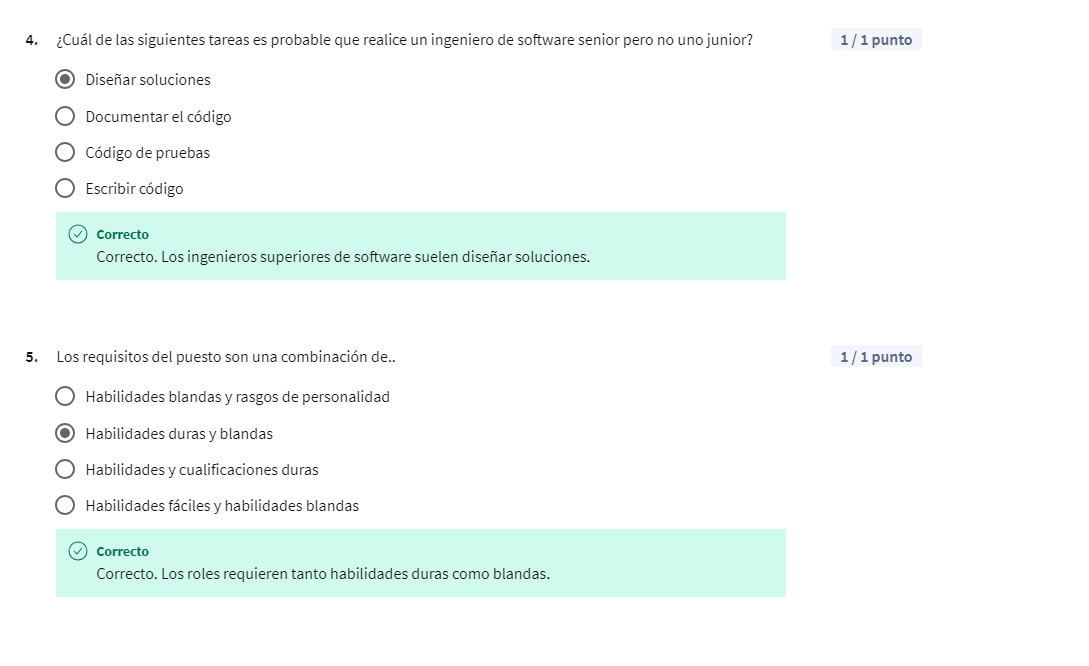 4. ¿Cuál de las siguientes tareas es probable que realice un ingeniero de software senior pero no uno junior? 1 / 1 punto
Diseñar soluciones
Documentar el código
Código de pruebas
Escribir código
Correcto
Correcto. Los ingenieros superiores de software suelen diseñar soluciones.
5. Los requisitos del puesto son una combinación de.. 1 / 1 punto
Habilidades blandas y rasgos de personalidad
Habilidades duras y blandas
Habilidades y cualificaciones duras
Habilidades fáciles y habilidades blandas
Correcto
Correcto. Los roles requieren tanto habilidades duras como blandas.